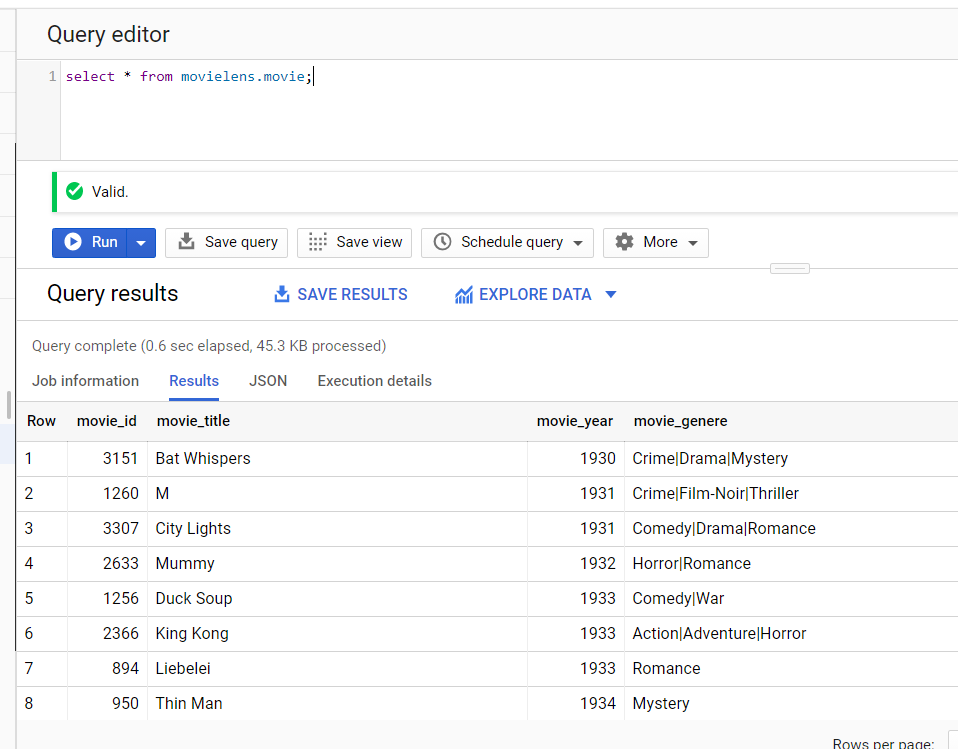 Query editor
1 select * from movielens.movie;
Valid.
Run Save query Save view Schedule query More
Query results SAVE RESULTS EXPLORE DATA
Query complete (0.6 sec elapsed, 45.3 KB processed)
Job information Results JSON Execution details
Row movie_id movie_title movie_year movie_genere
1 3151 Bat Whispers 1930 Crime|Drama|Mystery
2 1260 M 1931 Crime|Film-Noir|Thriller
3 3307 City Lights 1931 Comedy|Drama|Romance
4 2633 Mummy 1932 Horror|Romance
5 1256 Duck Soup 1933 Comedy|War
6 2366 King Kong 1933 Action|Adventure|Horror
7 894 Liebelei 1933 Romance
8 950 Thin Man 1934 Mystery
Rows per page: